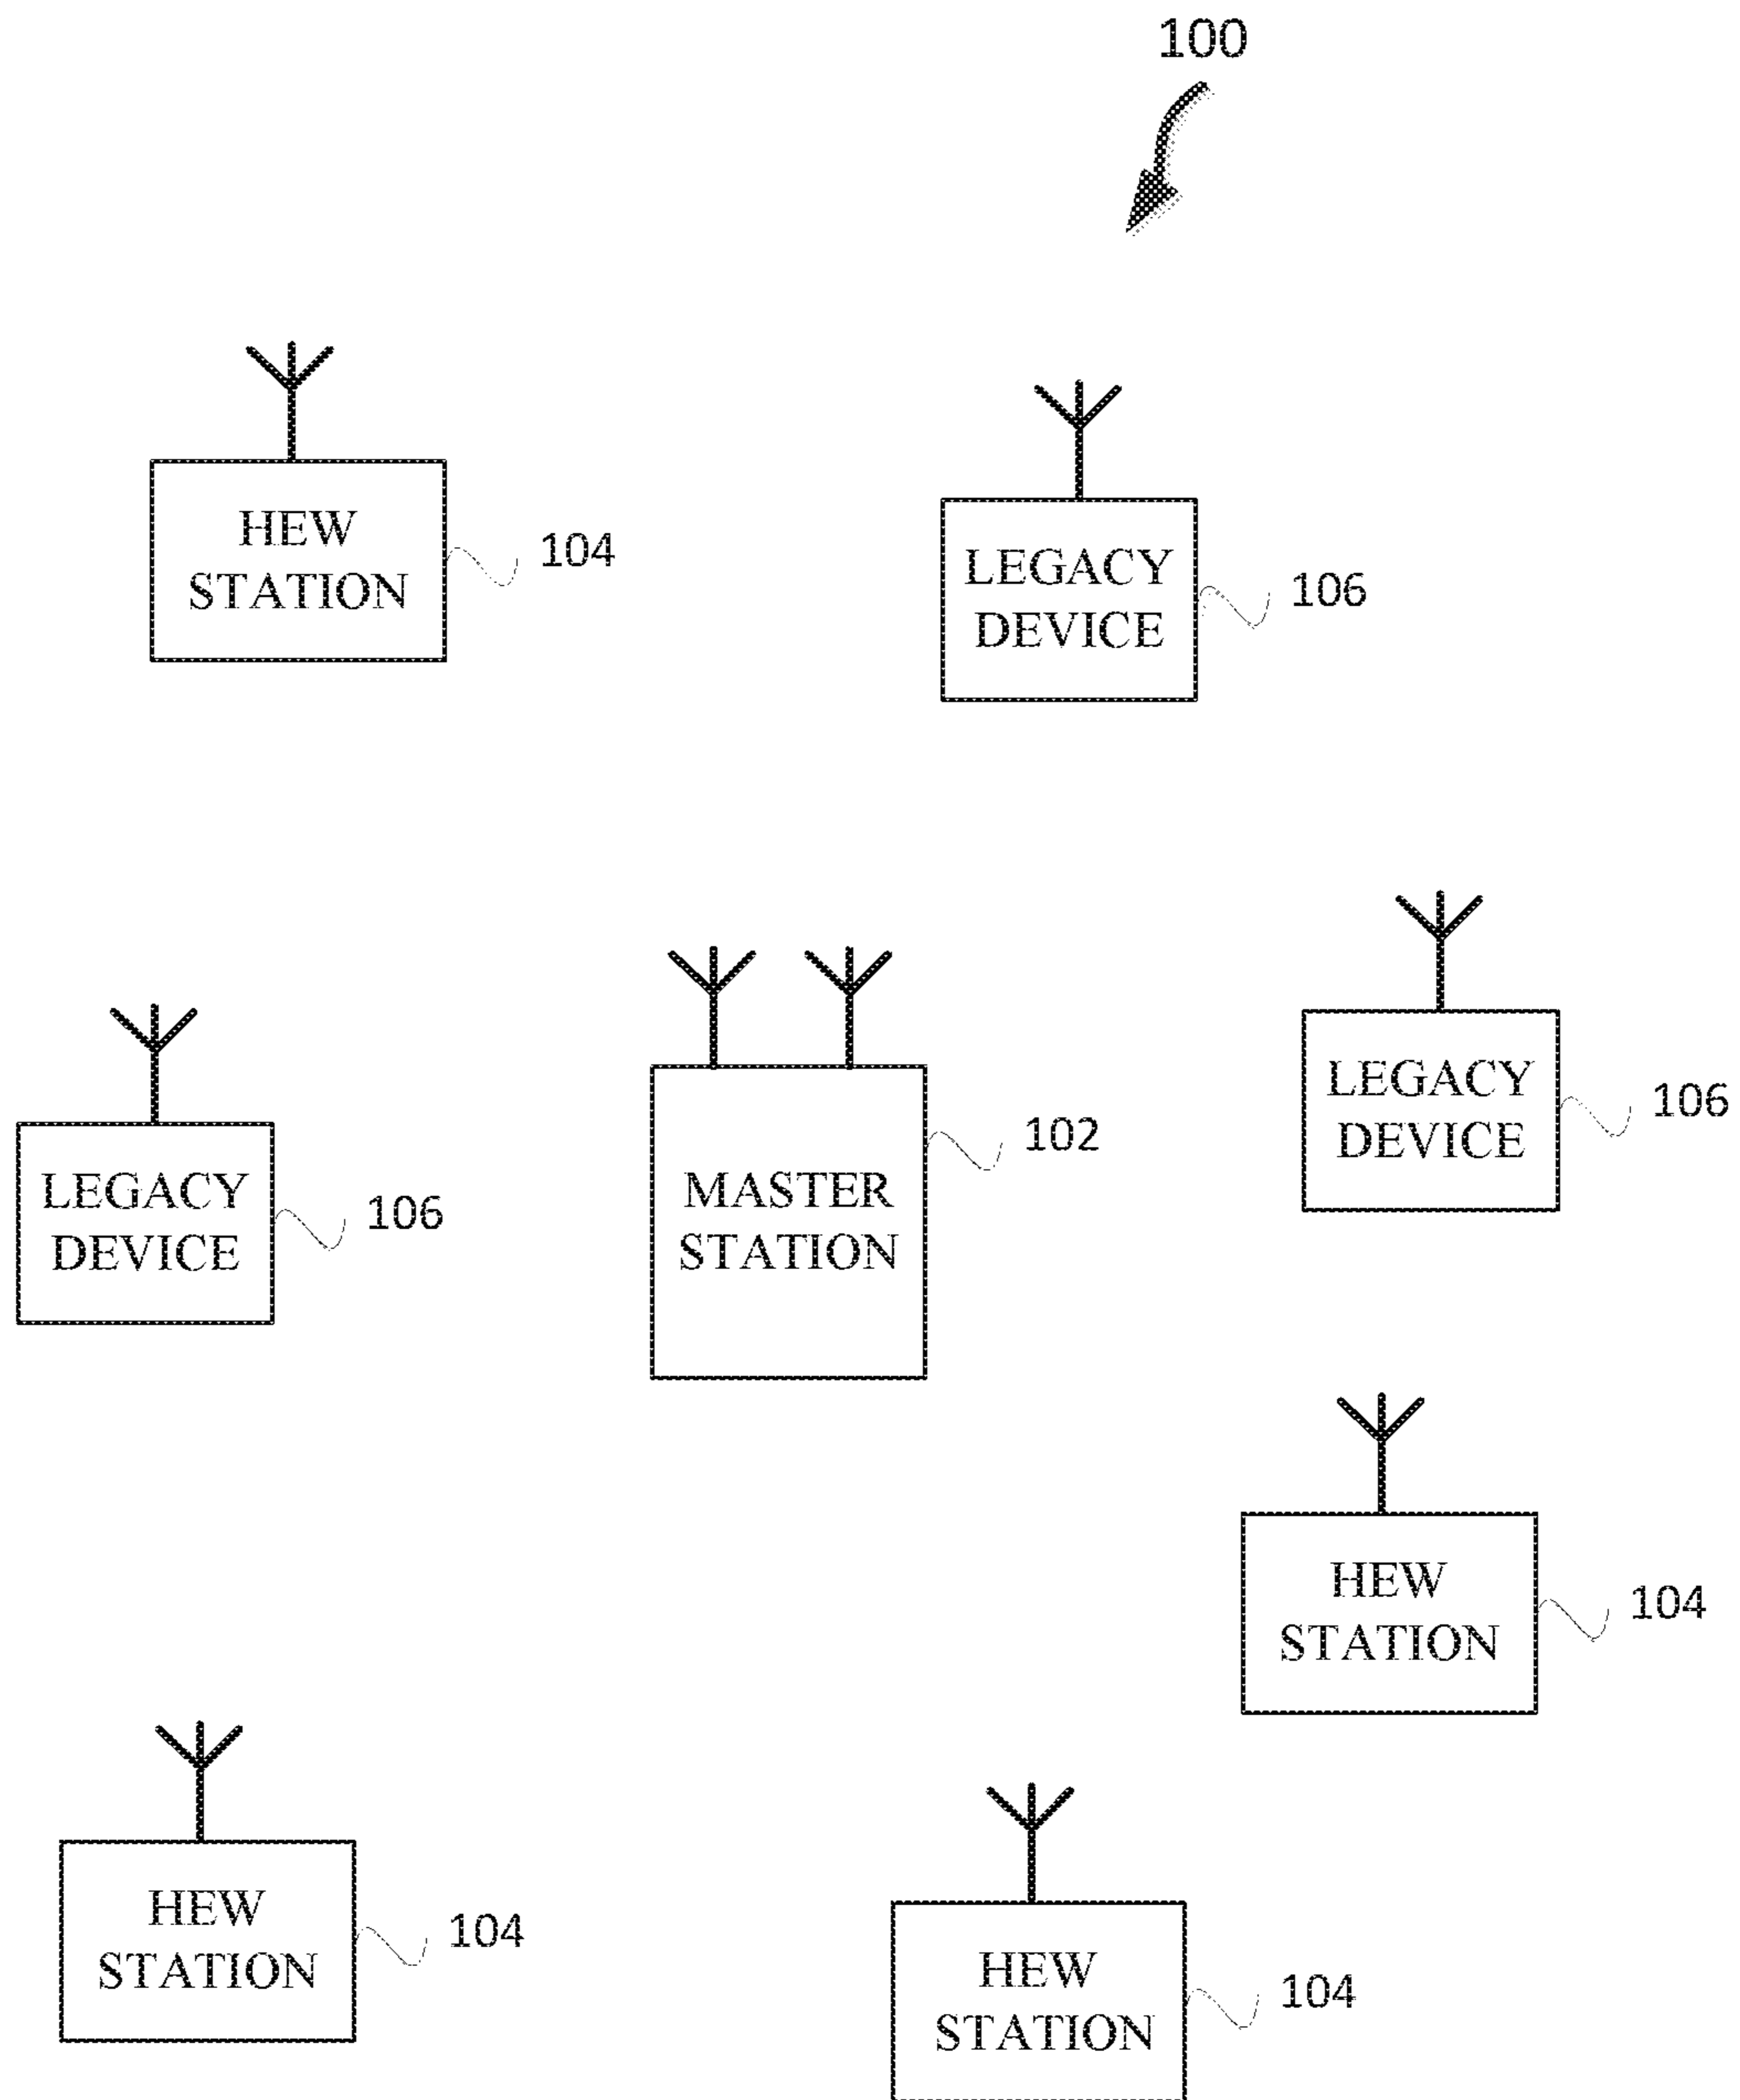 100
HEW
STATION
104
LEGACY
DEVICE
106
LEGACY
DEVICE
106
MASTER
STATION
102
LEGACY
DEVICE
106
HEW
STATION
104
HEW
STATION
104
HEW
STATION
104